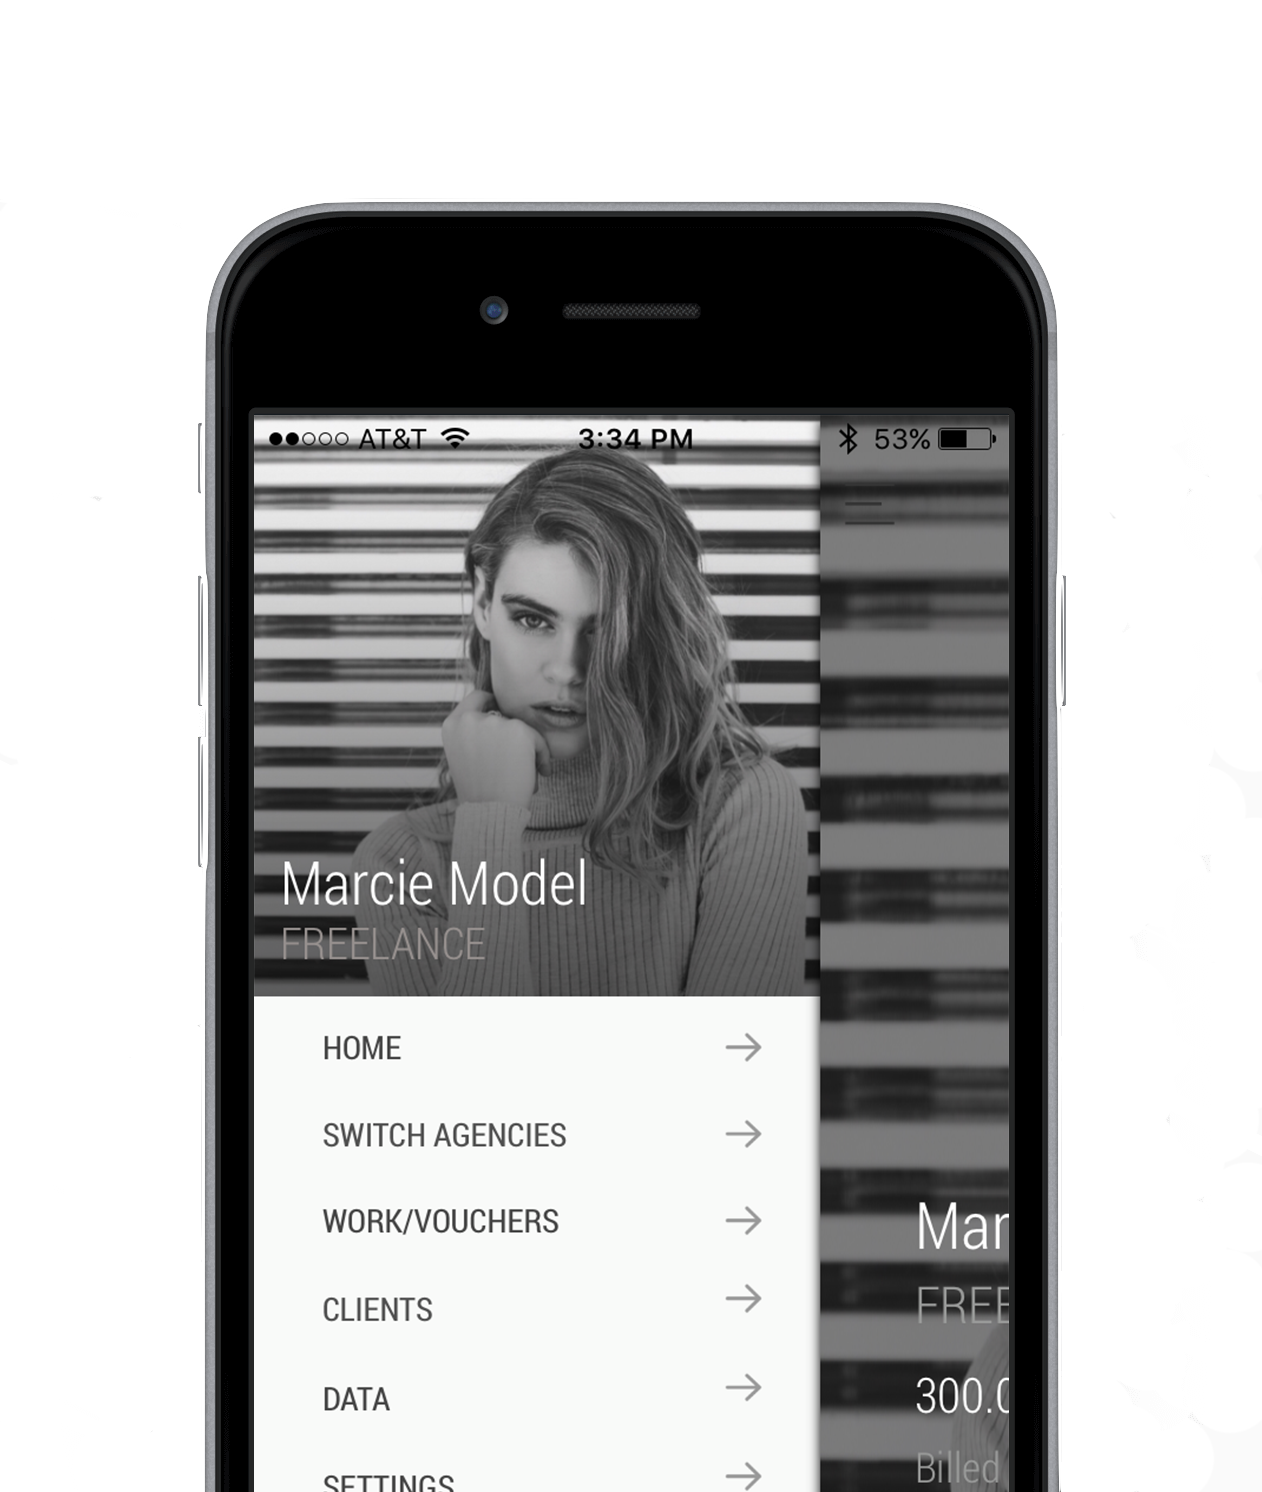 AT&T 3:34 PM 53%
Marcie Model
FREELANCE
HOME
SWITCH AGENCIES
WORK/VOUCHERS
CLIENTS
DATA
SETTINGS
Mar
FREE
300.0
Billed